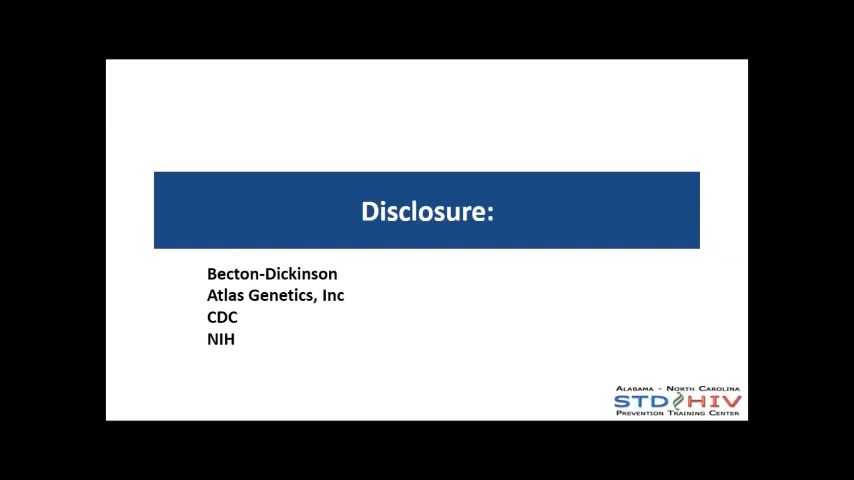 Disclosure:
Becton-Dickinson
Atlas Genetics, Inc
CDC
NIH
Alabama - North Carolina
STD HIV
Prevention Training Center